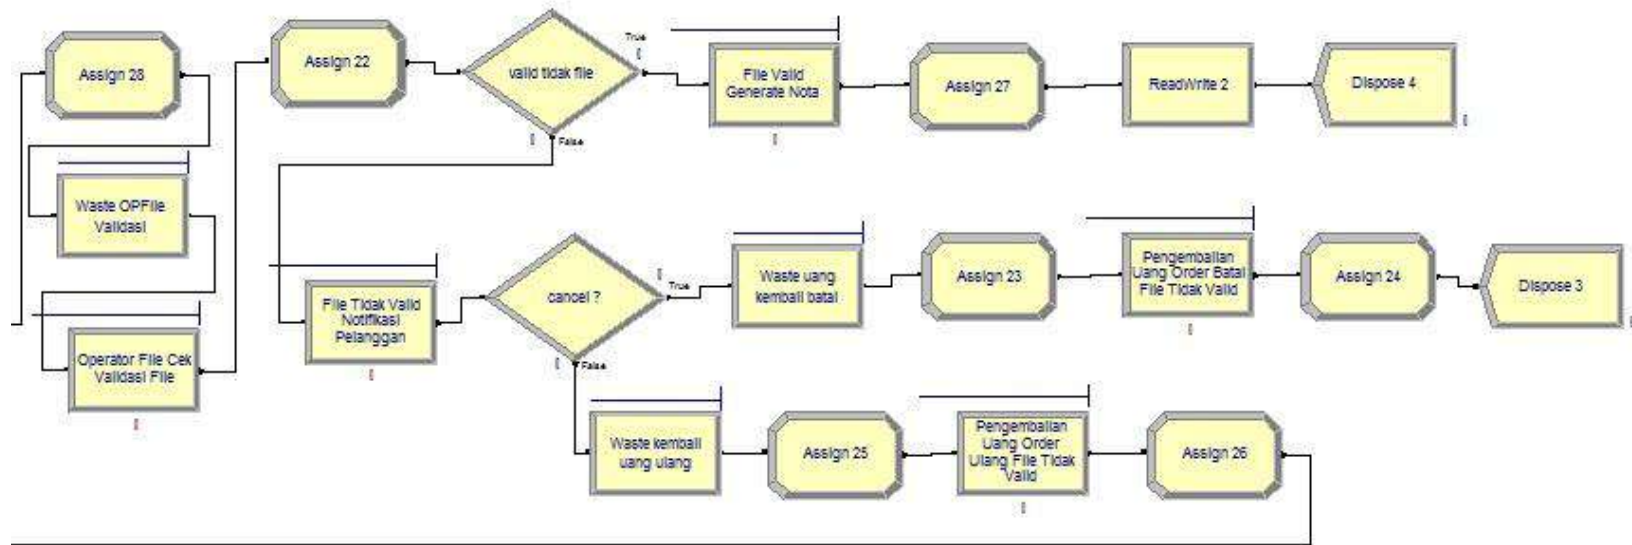 Assign 28
Waste OPFile
Validasi
Operator File Cek
Validasi File
Assign 22
valid tidak file
True
False
File Valid
Generate Nota
Assign 27
ReadWrite 2
Dispose 4
File Tidak Valid
Notifikasi
Pelanggan
cancel ?
True
False
Waste uang
kembali batal
Assign 23
Pengembalian
Uang Order Batal
File Tidak Valid
Assign 24
Dispose 3
Waste kembali
uang ulang
Assign 25
Pengembalian
Uang Order
Ulang File Tidak
Valid
Assign 26